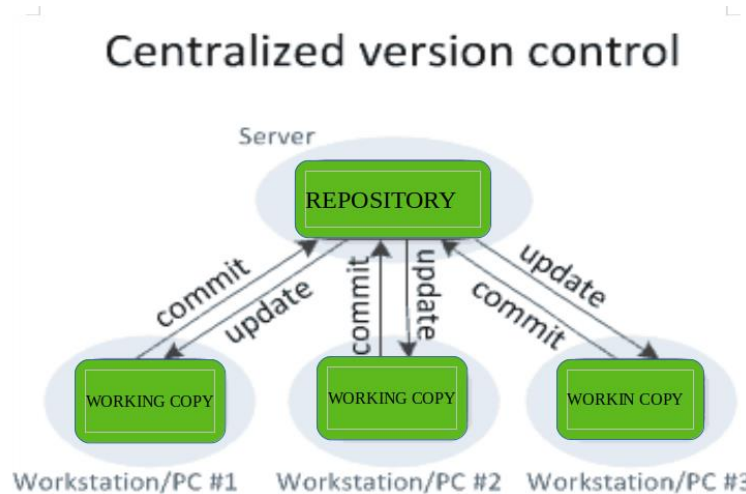 Centralized version control
Server
REPOSITORY
commit
update
commit
update
commit
update
WORKING COPY
WORKING COPY
WORKIN COPY
Workstation/PC #1
Workstation/PC #2
Workstation/PC #3